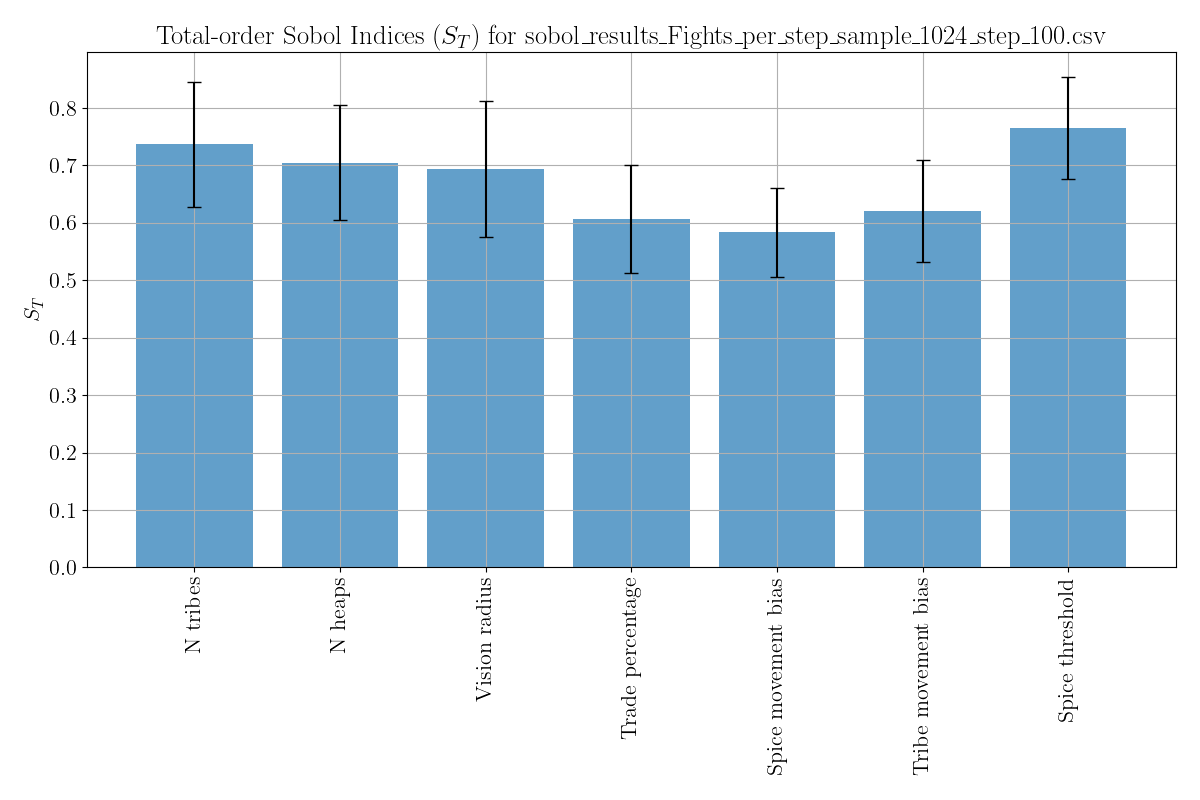 Total-order Sobol Indices (S_T) for sobol_results_Fights_per_step_sample_1024_step_100.csv
0.8
0.7
0.6
0.5
0.4
0.3
0.2
0.1
0.0
S_T
N tribes
N heaps
Vision radius
Trade percentage
Spice movement bias
Tribe movement bias
Spice threshold